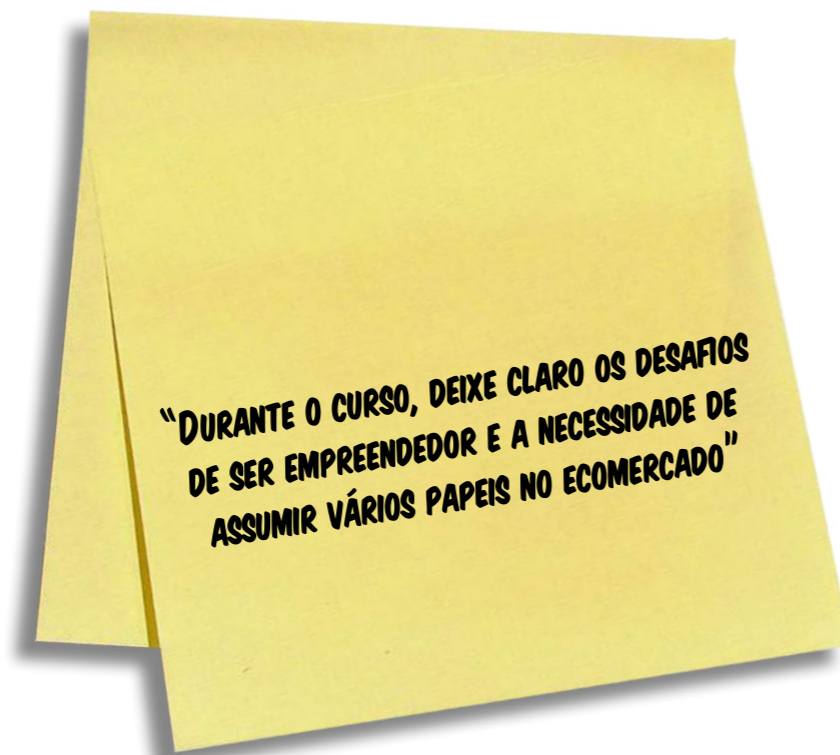 “DURANTE O CURSO, DEIXE CLARO OS DESAFIOS
DE SER EMPREENDEDOR E A NECESSIDADE DE
ASSUMIR VÁRIOS PAPEIS NO ECOMERCADO”